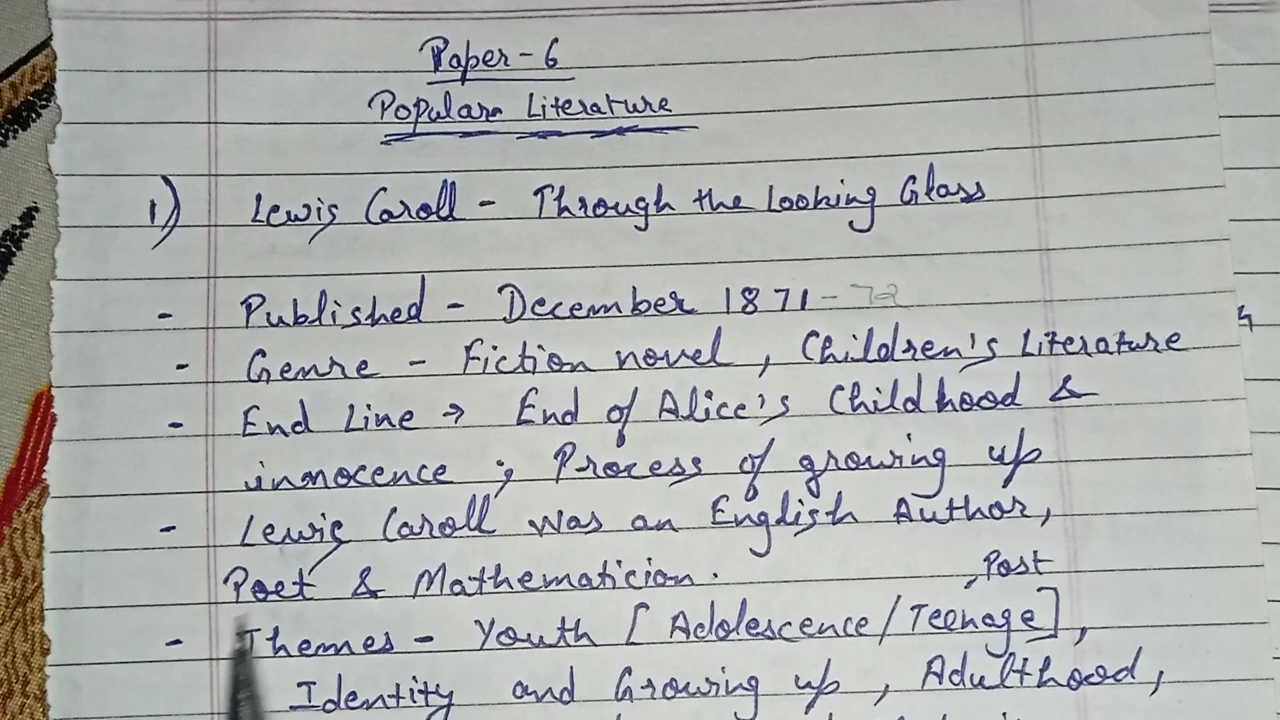 Paper-6
Popular Literature
1) Lewis Caroll - Through the Looking Glass
- Published - December 1871-72
- Genre - Fiction novel, Children's Literature
- End Line → End of Alice's Childhood &
innocence; Process of growing up
- Lewis Caroll was an English Author,
Poet & Mathematician.
, Post
- Themes - Youth [Adolescence/Teenage],
Identity and Growing up, Adulthood,